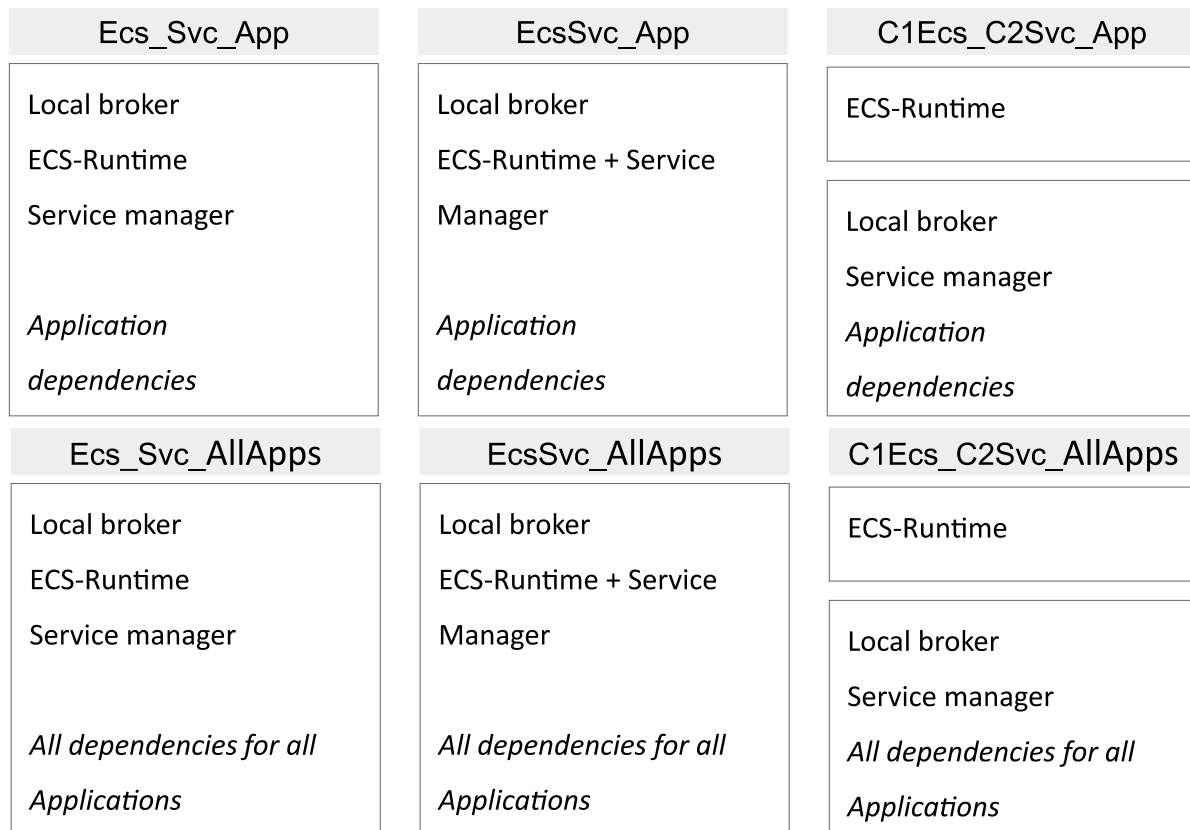 Ecs_Svc_App
Local broker
ECS-Runtime
Service manager
Application
dependencies
EcsSvc_App
Local broker
ECS-Runtime + Service
Manager
Application
dependencies
C1Ecs_C2Svc_App
ECS-Runtime
Local broker
Service manager
Application
dependencies
Ecs_Svc_AllApps
Local broker
ECS-Runtime
Service manager
All dependencies for all
Applications
EcsSvc_AllApps
Local broker
ECS-Runtime + Service
Manager
All dependencies for all
Applications
C1Ecs_C2Svc_AllApps
ECS-Runtime
Local broker
Service manager
All dependencies for all
Applications